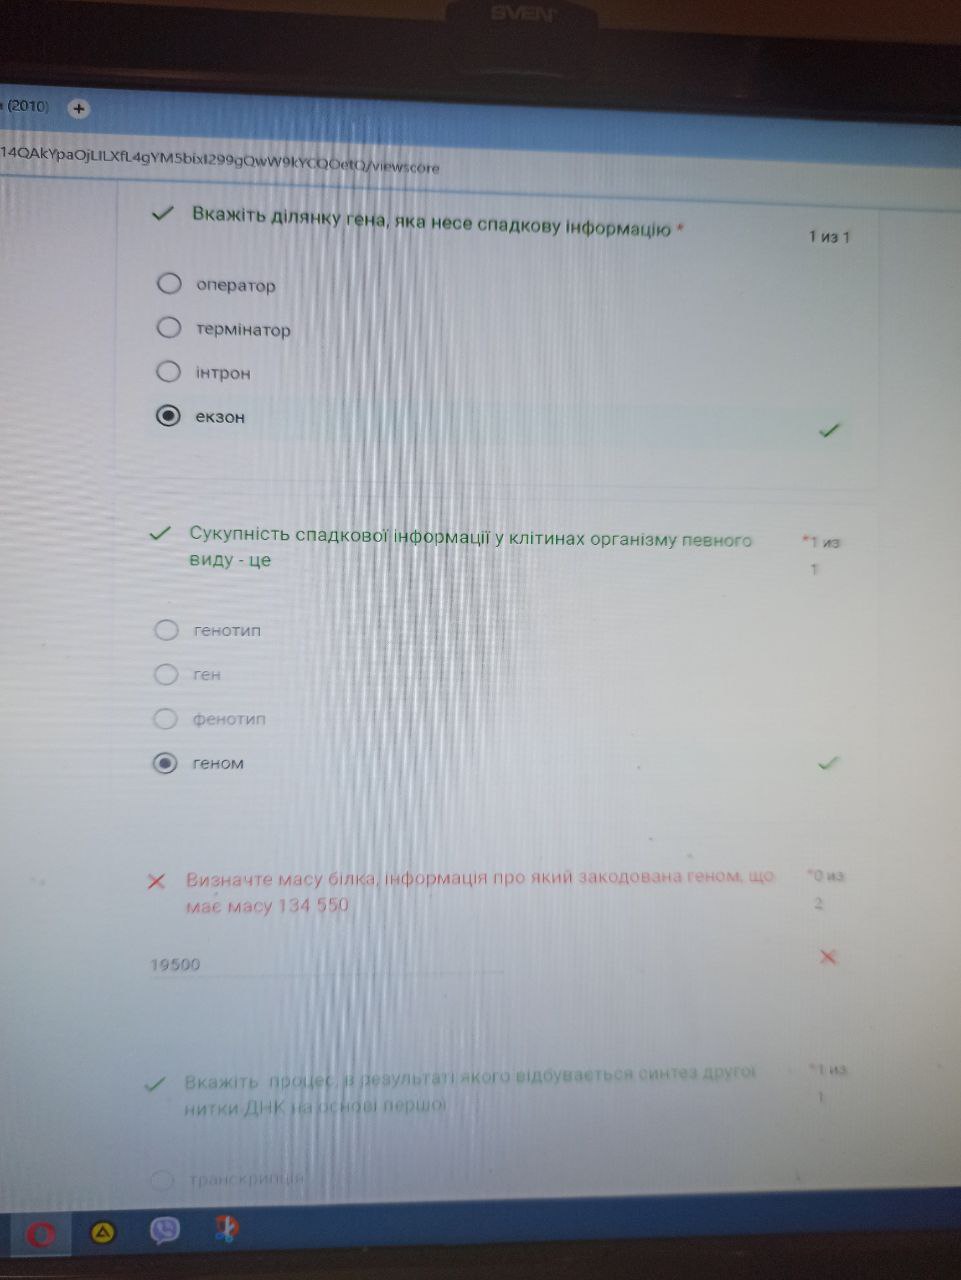 SVEN
(2010) +
14QAkYpaOjLILXfL4gYM5bixI299gQwW9kYCQOetQ/viewscore
Вкажіть ділянку гена, яка несе спадкову інформацію *
1 из 1
оператор
термінатор
інтрон
екзон
Сукупність спадкової інформації у клітинах організму певного
виду - це
*1 из
1
генотип
ген
фенотип
геном
Визначте масу білка, інформація про який закодована геном, що
має масу 134 550
*0 из
2
19500
Вкажіть процес, в результаті якого відбувається синтез другої
нитки ДНК на основі першої
*1 из
1
транскрипція